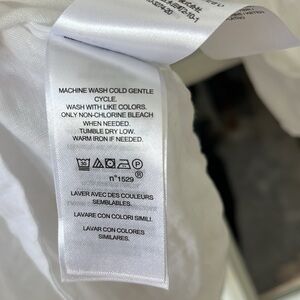 MACHINE WASH COLD GENTLE
CYCLE.
WASH WITH LIKE COLORS.
ONLY NON-CHLORINE BLEACH
WHEN NEEDED.
TUMBLE DRY LOW.
WARM IRON IF NEEDED.
P
n°1529 ®
LAVER AVEC DES COULEURS
SEMBLABLES.
LAVARE CON COLORI SIMILI.
LAVAR CON COLORES
SIMILARES.